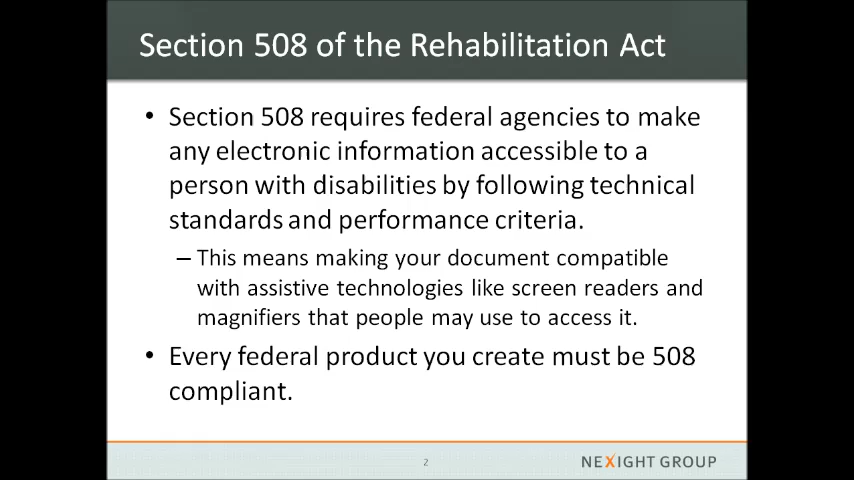 Section 508 of the Rehabilitation Act
• Section 508 requires federal agencies to make
any electronic information accessible to a
person with disabilities by following technical
standards and performance criteria.
– This means making your document compatible
with assistive technologies like screen readers and
magnifiers that people may use to access it.
• Every federal product you create must be 508
compliant.
2
NEXIGHT GROUP